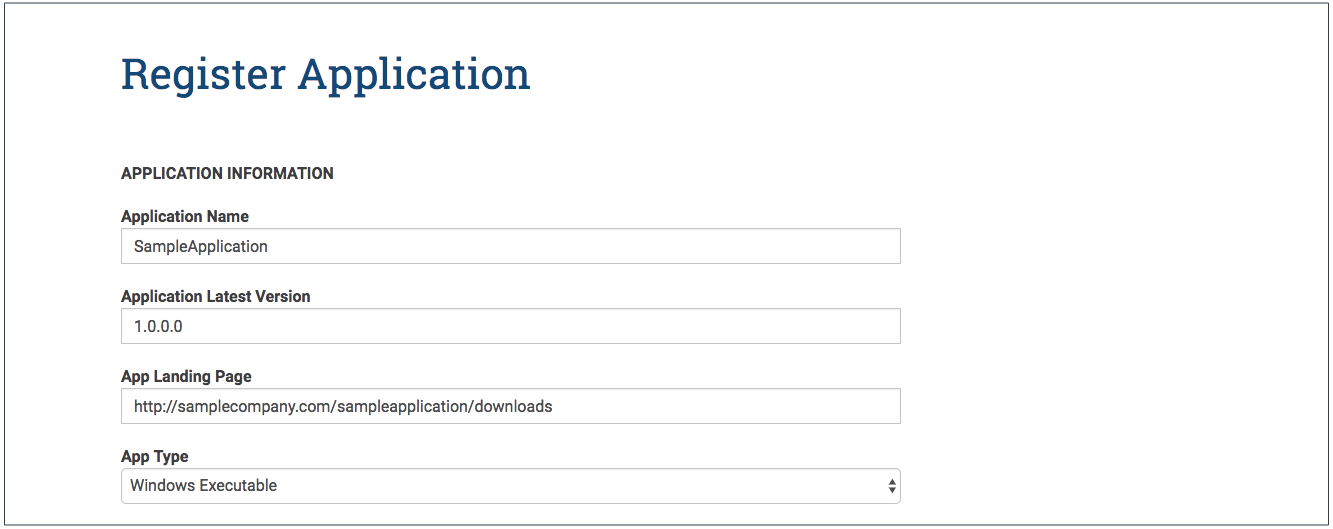 Register Application
APPLICATION INFORMATION
Application Name
SampleApplication
Application Latest Version
1.0.0.0
App Landing Page
http://samplecompany.com/sampleapplication/downloads
App Type
Windows Executable